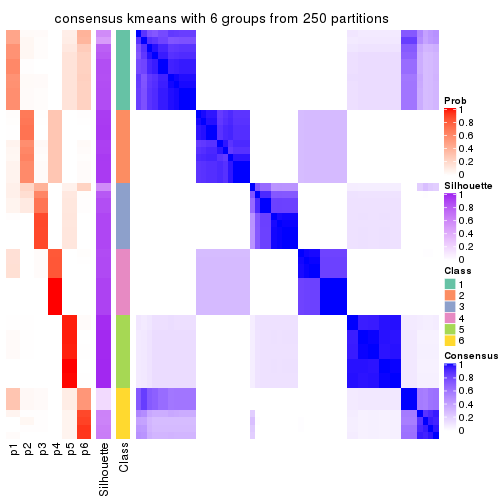 consensus kmeans with 6 groups from 250 partitions
Prob
1
0.8
0.6
0.4
0.2
0
Silhouette
1
0.8
0.6
0.4
0.2
0
Class
1
2
3
4
5
6
Consensus
1
0.8
0.6
0.4
0.2
0
p1
p2
p3
p4
p5
p6
Silhouette
Class